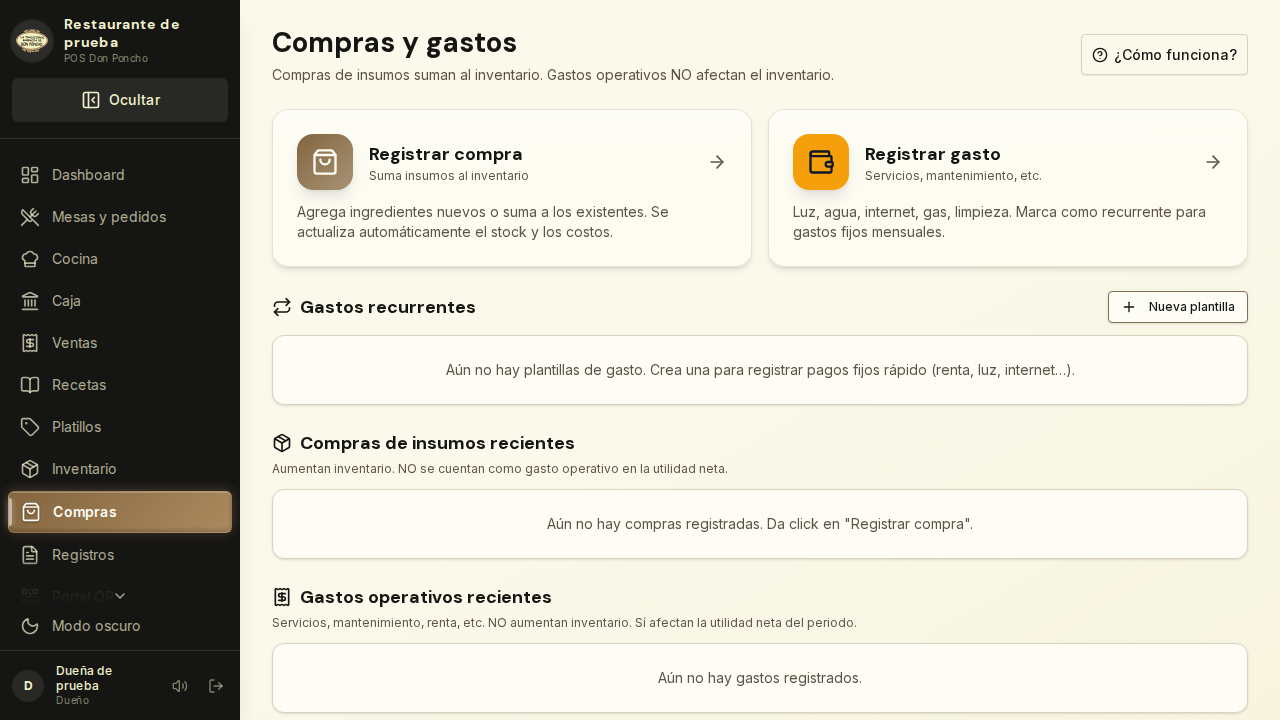 Restaurante de
prueba
POS Don Poncho
Ocultar
Dashboard
Mesas y pedidos
Cocina
Caja
Ventas
Recetas
Platillos
Inventario
Compras
Registros
Portal QR
Modo oscuro
D
Dueña de
prueba
Dueño
Compras y gastos
Compras de insumos suman al inventario. Gastos operativos NO afectan el inventario.
¿Cómo funciona?
Registrar compra
Suma insumos al inventario
Agrega ingredientes nuevos o suma a los existentes. Se
actualiza automáticamente el stock y los costos.
Registrar gasto
Servicios, mantenimiento, etc.
Luz, agua, internet, gas, limpieza. Marca como recurrente para
gastos fijos mensuales.
Gastos recurrentes
Nueva plantilla
Aún no hay plantillas de gasto. Crea una para registrar pagos fijos rápido (renta, luz, internet…).
Compras de insumos recientes
Aumentan inventario. NO se cuentan como gasto operativo en la utilidad neta.
Aún no hay compras registradas. Da click en "Registrar compra".
Gastos operativos recientes
Servicios, mantenimiento, renta, etc. NO aumentan inventario. Sí afectan la utilidad neta del periodo.
Aún no hay gastos registrados.